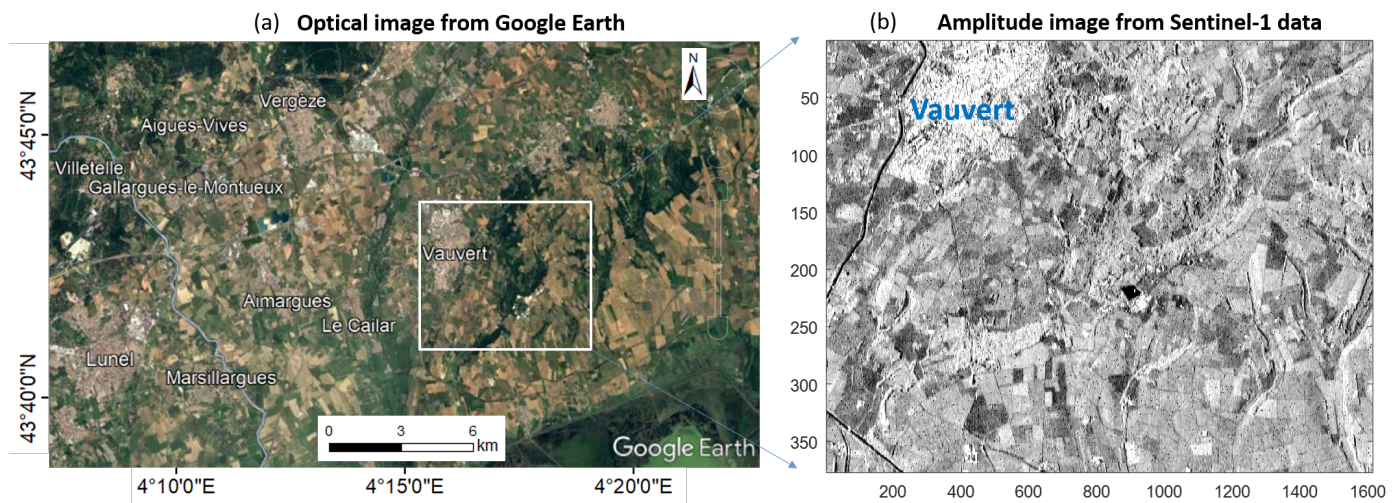 (a) Optical image from Google Earth
(b) Amplitude image from Sentinel-1 data
N
Vergèze
Aigues-Vives
43°45'0"N
Villetelle
Gallargues-le-Montueux
Vauvert
Aimargues
Le Cailar
Lunel
Marsillargues
43°40'0"N
0 3 6 km
Google Earth
4°10'0"E 4°15'0"E 4°20'0"E
Vauvert
50
100
150
200
250
300
350
200 400 600 800 1000 1200 1400 1600